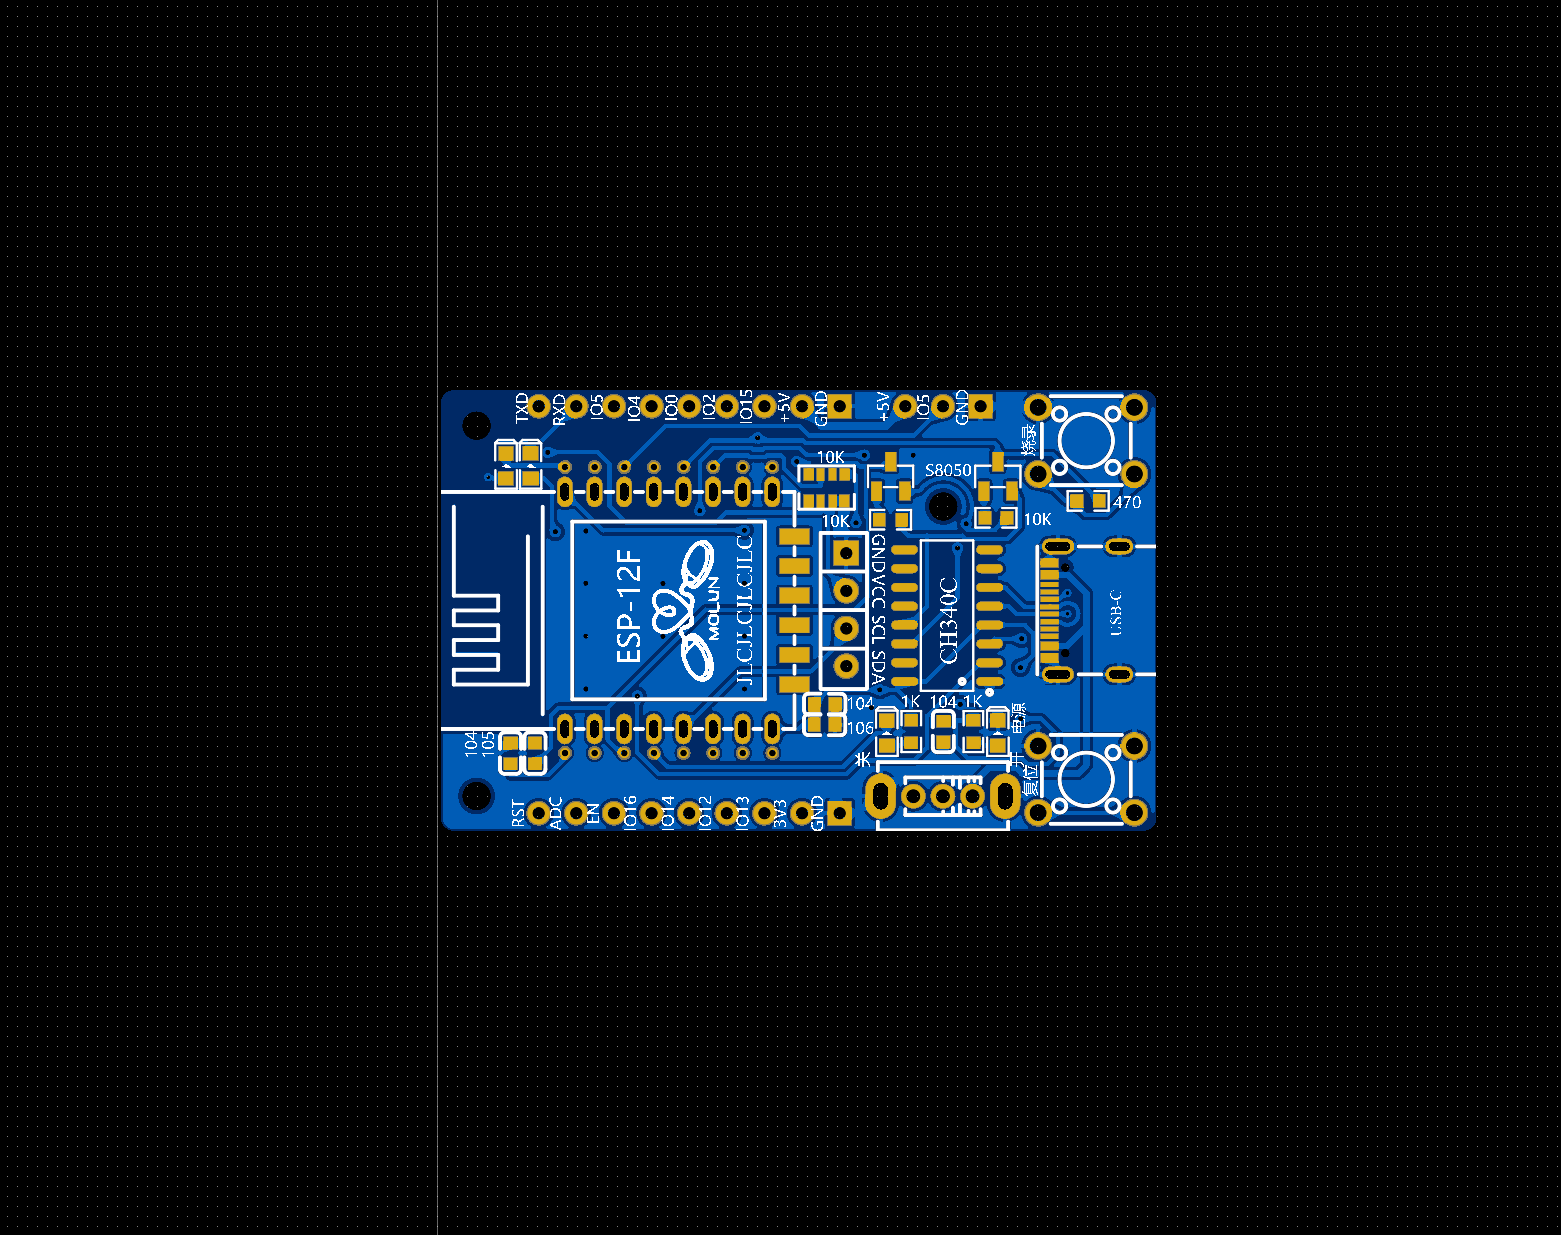 TXD
RXD
IO5
IO4
IO0
IO2
IO15
+5V
GND
+5V
IO5
GND
烧录
10K
S8050
470
10K
10K
ESP-12F
MOLUN
JLCJLCJLCJLC
GND
VCC
SCL
SDA
CH340C
USB-C
104
106
1K
104
1K
电源
104
105
关
开
复位
RST
ADC
EN
IO16
IO14
IO12
IO13
3V3
GND